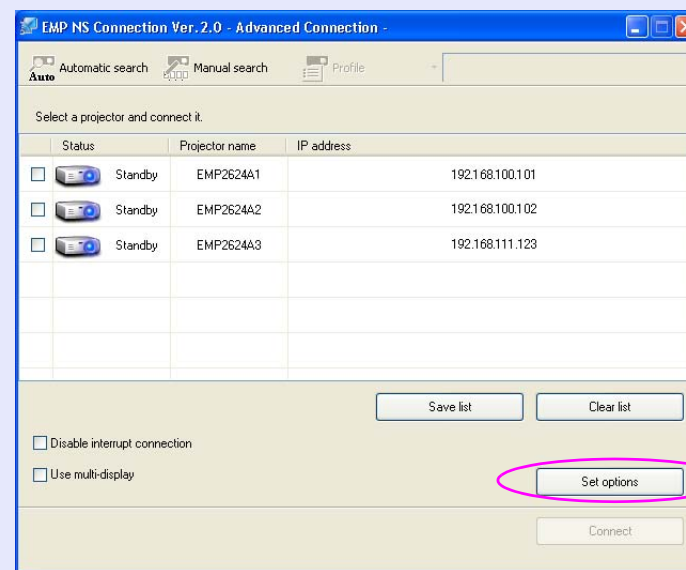 EMP NS Connection Ver.2.0 - Advanced Connection -
Auto Automatic search Manual search Profile
Select a projector and connect it.
Status Projector name IP address
Standby EMP2624A1 192.168.100.101
Standby EMP2624A2 192.168.100.102
Standby EMP2624A3 192.168.111.123
Save list Clear list
Disable interrupt connection
Use multi-display
Set options
Connect